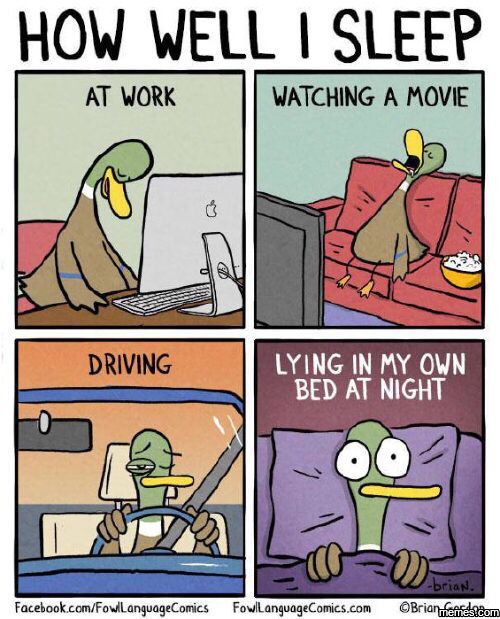 HOW WELL I SLEEP
AT WORK
WATCHING A MOVIE
DRIVING
LYING IN MY OWN
BED AT NIGHT
-briaN.
Facebook.com/FowlLanguageComics FowlLanguageComics.com ©Brian Gordon
memes.com